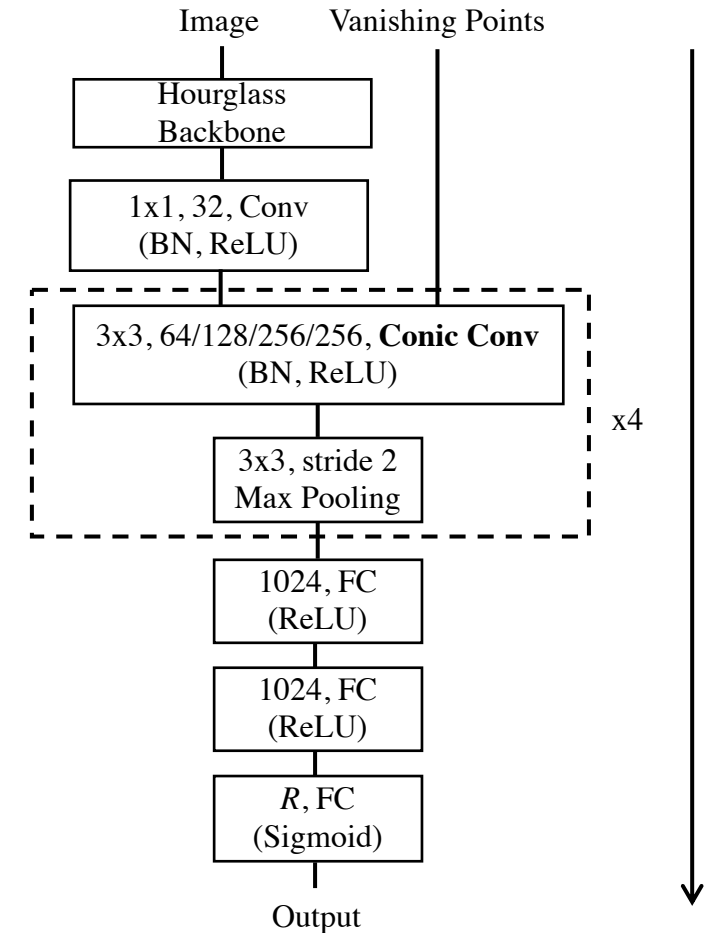 Image
Vanishing Points
Hourglass
Backbone
1x1, 32, Conv
(BN, ReLU)
3x3, 64/128/256/256, Conic Conv
(BN, ReLU)
x4
3x3, stride 2
Max Pooling
1024, FC
(ReLU)
1024, FC
(ReLU)
R, FC
(Sigmoid)
Output